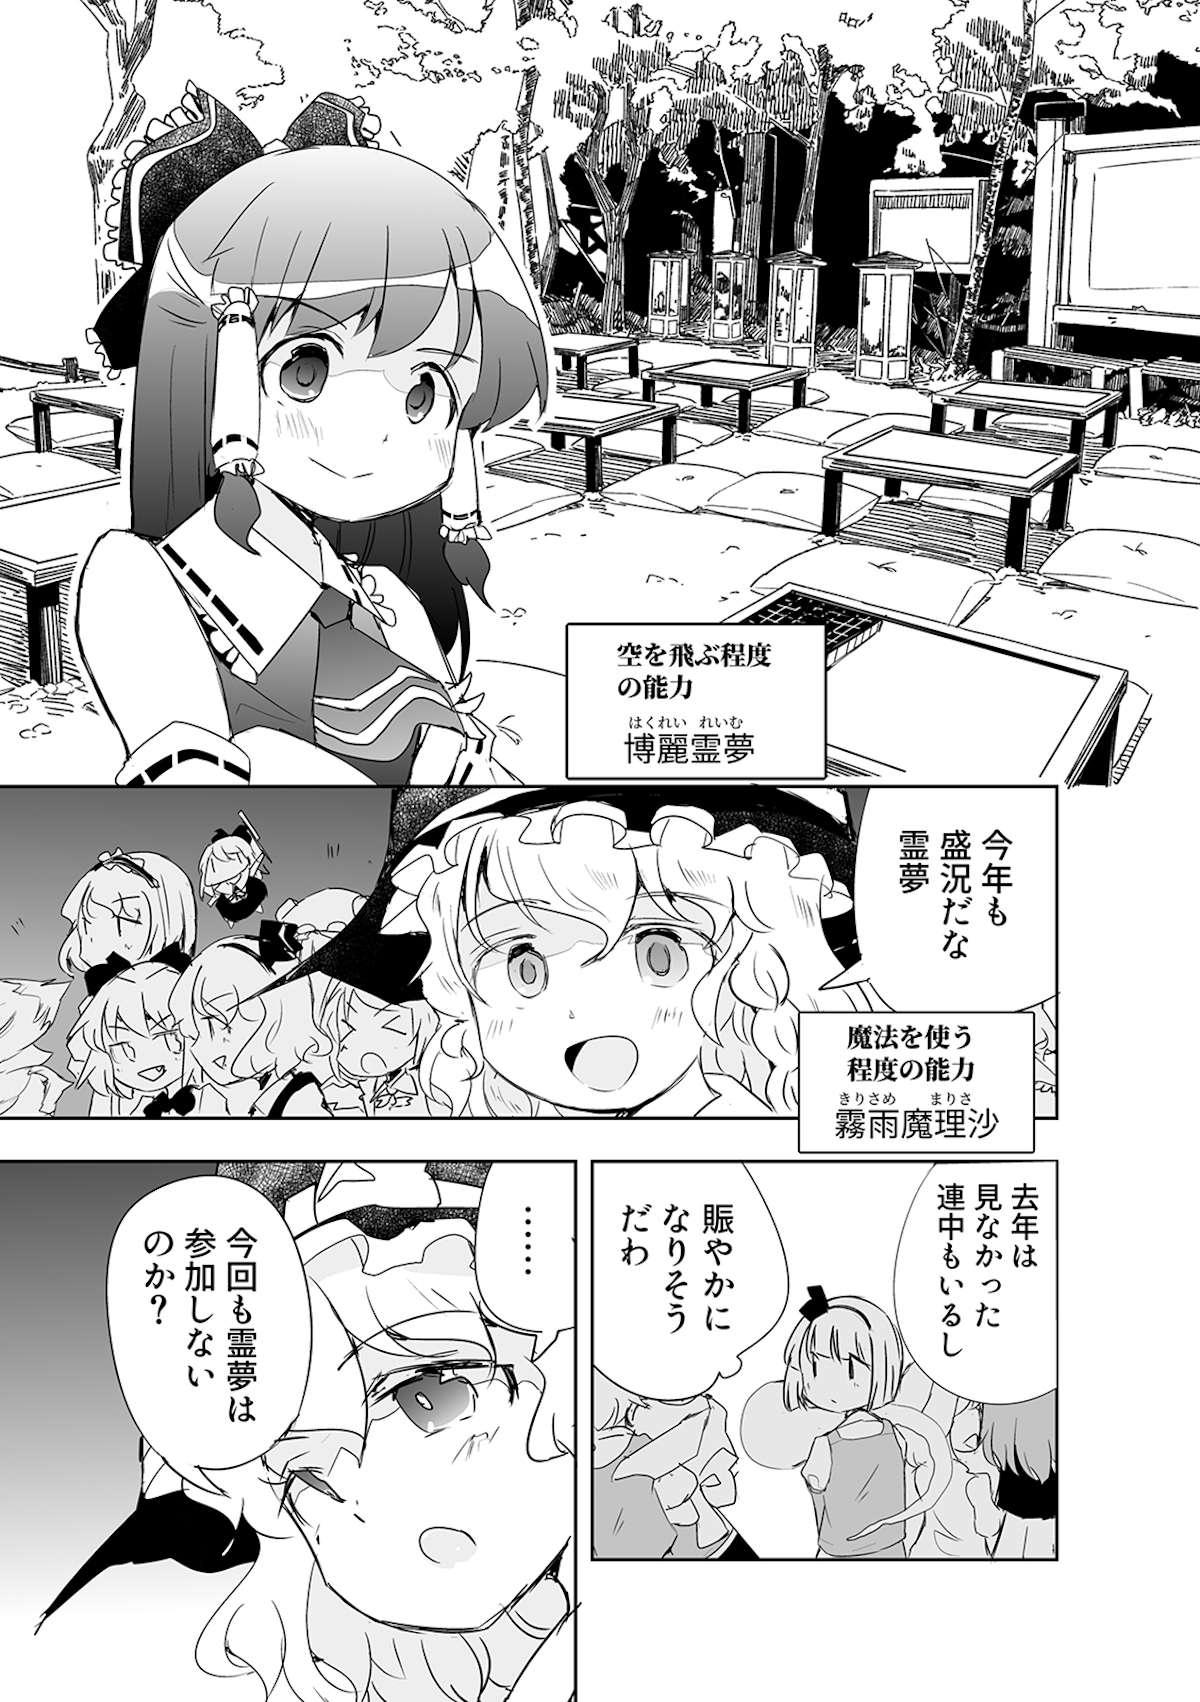 空を飛ぶ程度
の能力
はくれい れいむ
博麗霊夢
今年も
盛況だな
霊夢
魔法を使う
程度の能力
きりさめ まりさ
霧雨魔理沙
去年は
見なかった
連中もいるし
賑やかに
なりそう
だわ
……
今回も霊夢は
参加しない
のか?